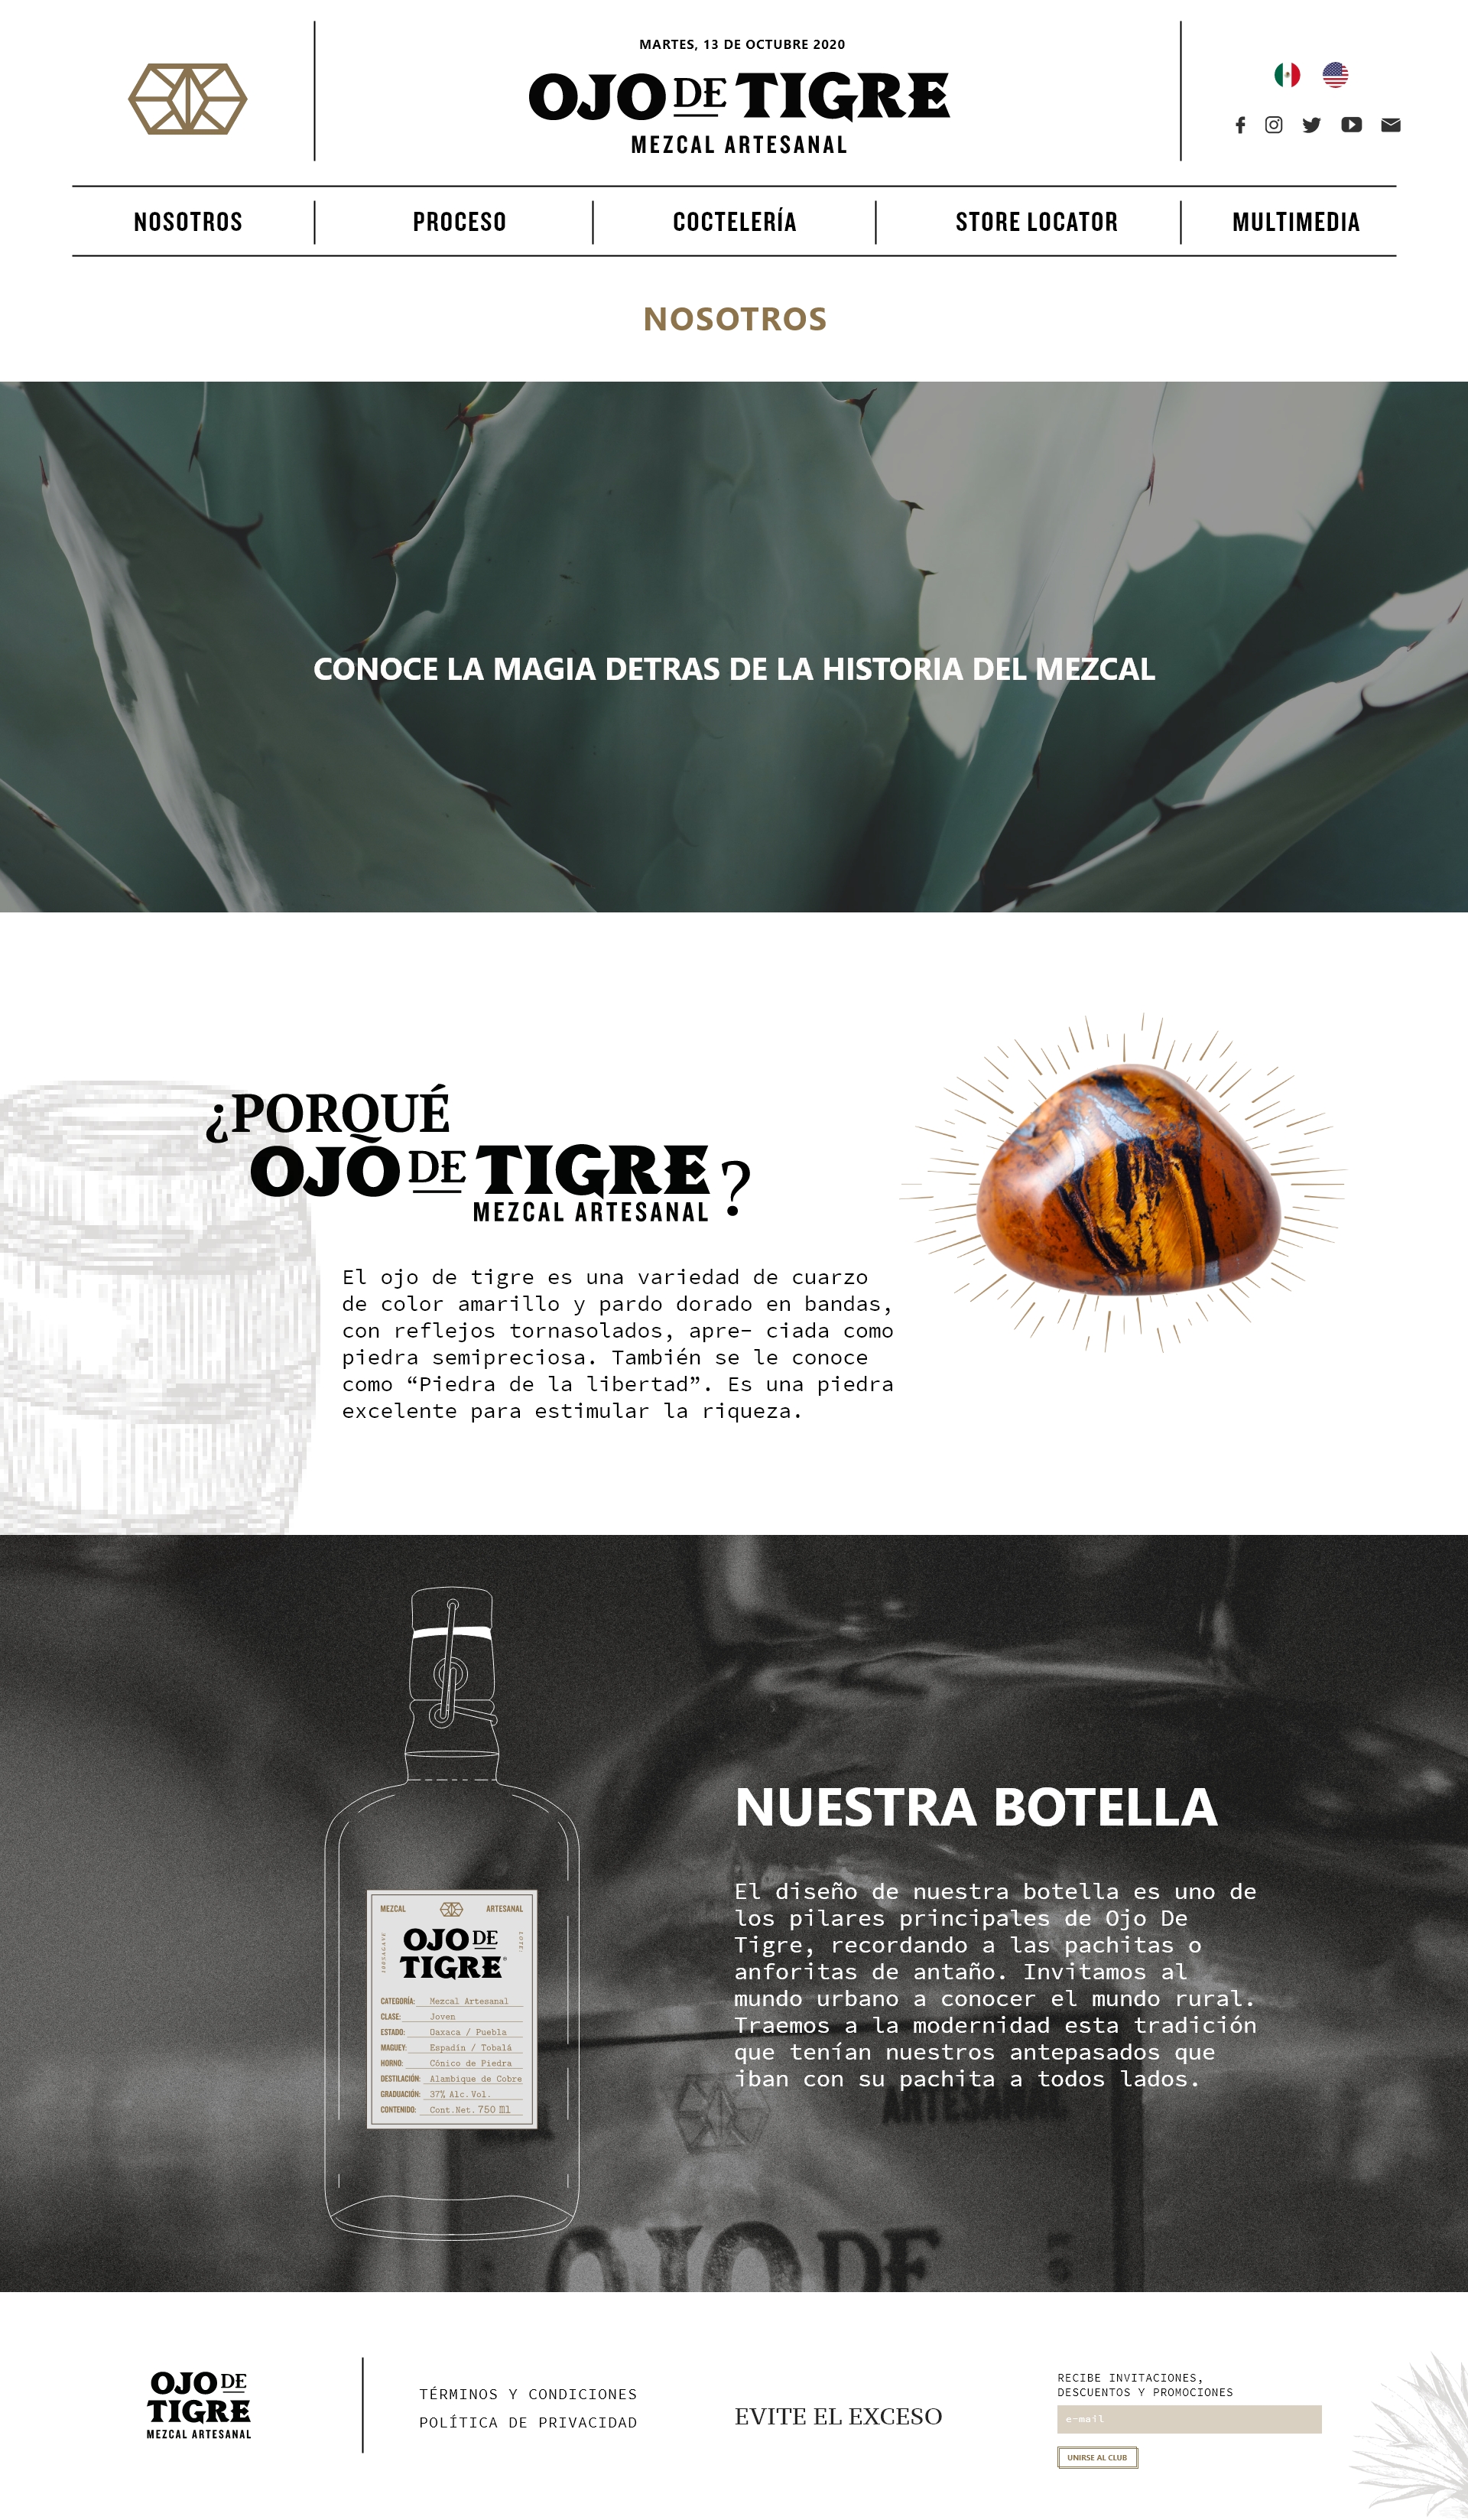 MARTES, 13 DE OCTUBRE 2020
OJO DE TIGRE
MEZCAL ARTESANAL
NOSOTROS
PROCESO
COCTELERÍA
STORE LOCATOR
MULTIMEDIA
NOSOTROS
CONOCE LA MAGIA DETRAS DE LA HISTORIA DEL MEZCAL
¿PORQUÉ
OJO DE TIGRE?
MEZCAL ARTESANAL
El ojo de tigre es una variedad de cuarzo
de color amarillo y pardo dorado en bandas,
con reflejos tornasolados, apre- ciada como
piedra semipreciosa. También se le conoce
como “Piedra de la libertad”. Es una piedra
excelente para estimular la riqueza.
MEZCAL ARTESANAL
100%AGAVE
LOTE:
OJO DE
TIGRE®
CATEGORÍA: Mezcal Artesanal
CLASE: Joven
ESTADO: Oaxaca / Puebla
MAGUEY: Espadín / Tobalá
HORNO: Cónico de Piedra
DESTILACIÓN: Alambique de Cobre
GRADUACIÓN: 37% Alc. Vol.
CONTENIDO: Cont.Net. 750 ml
NUESTRA BOTELLA
El diseño de nuestra botella es uno de
los pilares principales de Ojo De
Tigre, recordando a las pachitas o
anforitas de antaño. Invitamos al
mundo urbano a conocer el mundo rural.
Traemos a la modernidad esta tradición
que tenían nuestros antepasados que
iban con su pachita a todos lados.
ARTESANAL
OJO DE
OJO DE
TIGRE
MEZCAL ARTESANAL
TÉRMINOS Y CONDICIONES
POLÍTICA DE PRIVACIDAD
EVITE EL EXCESO
RECIBE INVITACIONES,
DESCUENTOS Y PROMOCIONES
e-mail
UNIRSE AL CLUB